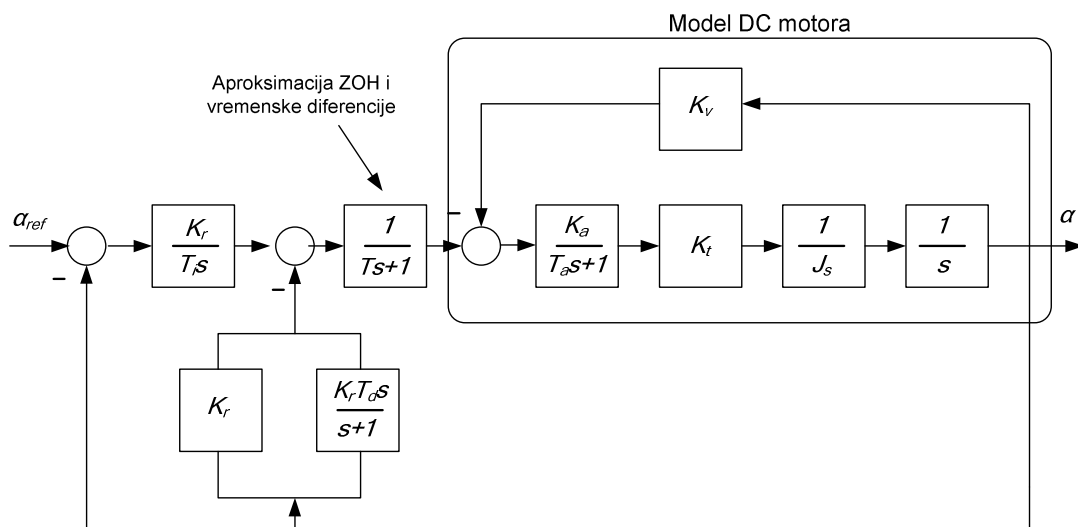 Model DC motora
Aproksimacija ZOH i
vremenske diferencije
K_v
α_ref
K_r
T_i s
1
Ts+1
K_a
T_a s+1
K_t
1
J_s
1
s
α
−
−
−
K_r
K_r T_d s
s+1